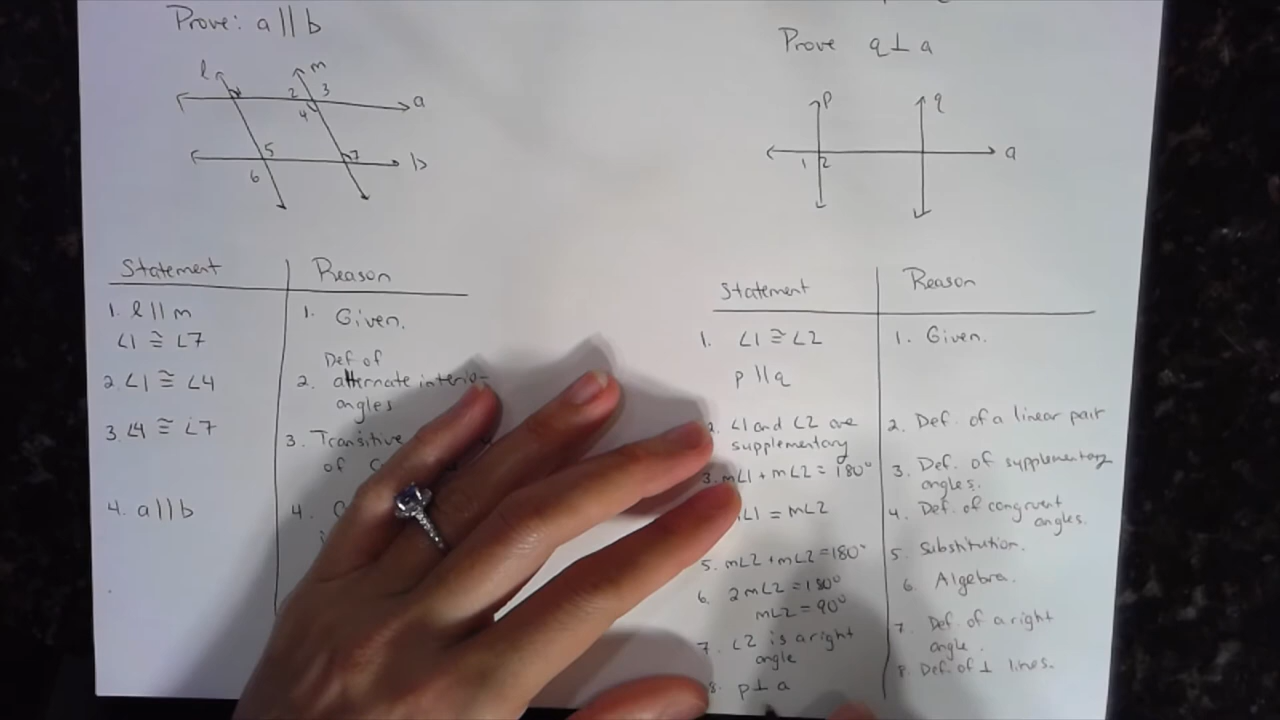 Prove: a || b
l
m
2 3
a
4
5
7
b
6
Statement Reason
1. l || m
1. Given.
∠1 ≅ ∠7
Def of
2. ∠1 ≅ ∠4
2. alternate interior
angles
3. ∠4 ≅ ∠7
3. Transitive
of
4. a || b
4.
Prove q ⊥ a
p
q
a
1 2
Statement Reason
1. ∠1 ≅ ∠2
1. Given.
p || q
2. ∠1 and ∠2 are
supplementary
2. Def. of a linear pair
3. m∠1 + m∠2 = 180°
3. Def. of supplementary
angles.
∠1 = m∠2
4. Def. of congruent
angles.
5. m∠2 + m∠2 = 180°
5. Substitution.
6. 2m∠2 = 180°
m∠2 = 90°
6. Algebra.
7. ∠2 is a right
angle
7. Def. of a right
angle.
8. p ⊥ a
8. Def. of ⊥ lines.